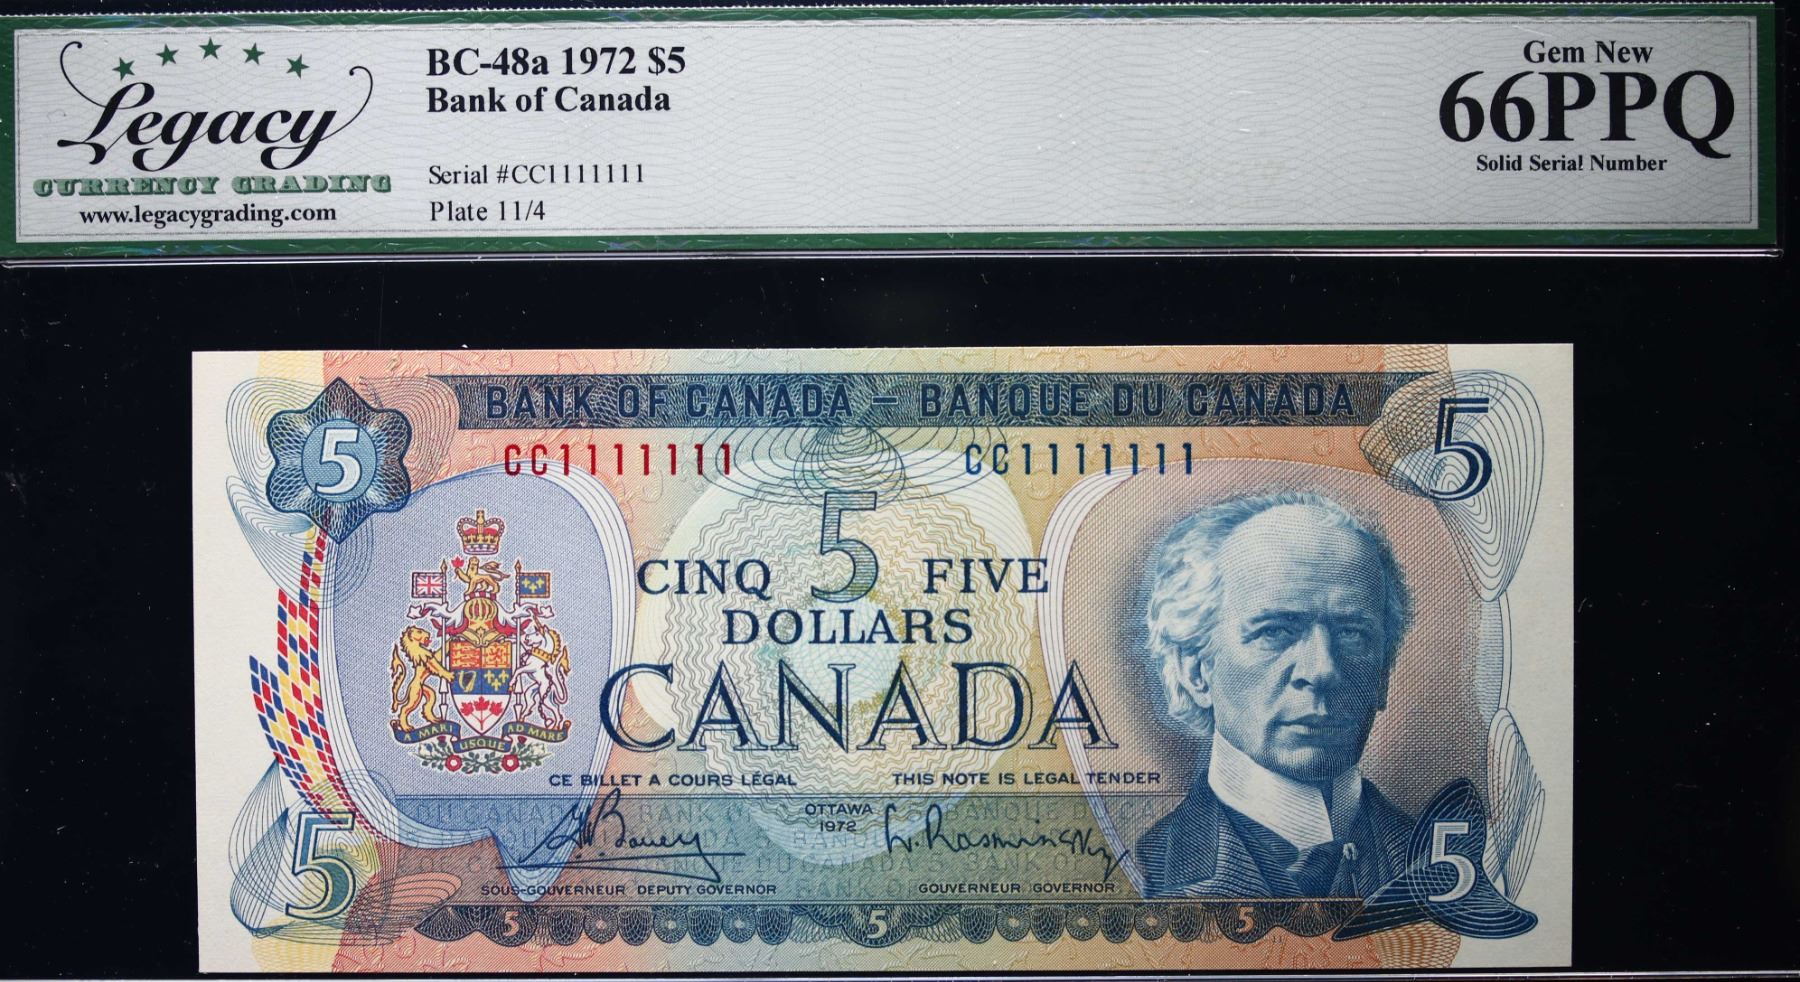 Legacy
CURRENCY GRADING
www.legacygrading.com
BC-48a 1972 $5
Bank of Canada
Serial #CC1111111
Plate 11/4
Gem New
66PPQ
Solid Serial Number
BANK OF CANADA – BANQUE DU CANADA
5
5
CC1111111
CC1111111
5
CINQ FIVE
DOLLARS
CANADA
A MARI USQUE AD MARE
CE BILLET A COURS LÉGAL
THIS NOTE IS LEGAL TENDER
OTTAWA
1972
SOUS-GOUVERNEUR DEPUTY GOVERNOR
GOUVERNEUR GOVERNOR
5
5
5
5
5